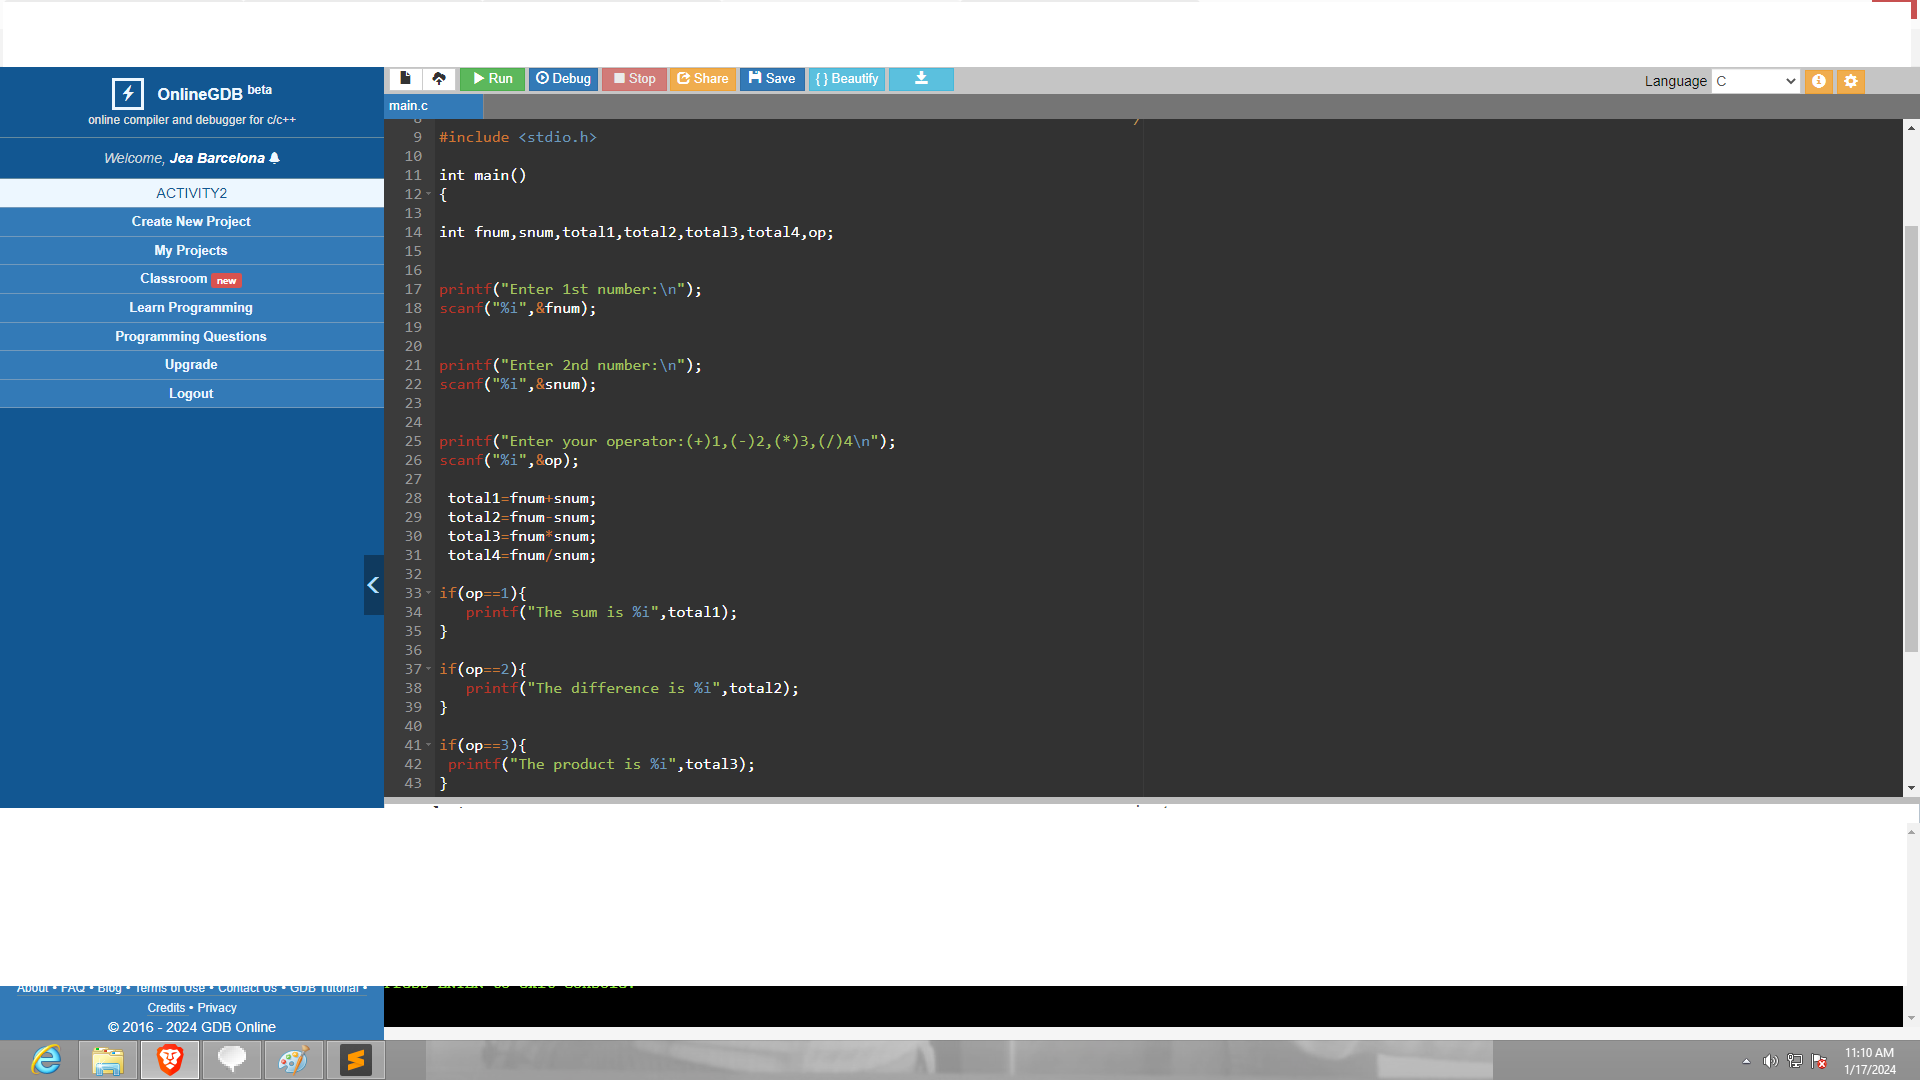 OnlineGDB beta
online compiler and debugger for c/c++
Welcome, Jea Barcelona
ACTIVITY2
Create New Project
My Projects
Classroom new
Learn Programming
Programming Questions
Upgrade
Logout
About • FAQ • Blog • Terms of Use • Contact Us • GDB Tutorial •
Credits • Privacy
© 2016 - 2024 GDB Online
Run Debug Stop Share Save { } Beautify
Language C
main.c
8 /
9 #include <stdio.h>
10
11 int main()
12 {
13
14 int fnum,snum,total1,total2,total3,total4,op;
15
16
17 printf("Enter 1st number:\n");
18 scanf("%i",&fnum);
19
20
21 printf("Enter 2nd number:\n");
22 scanf("%i",&snum);
23
24
25 printf("Enter your operator:(+)1,(-)2,(*)3,(/)4\n");
26 scanf("%i",&op);
27
28 total1=fnum+snum;
29 total2=fnum-snum;
30 total3=fnum*snum;
31 total4=fnum/snum;
32
33 if(op==1){
34 printf("The sum is %i",total1);
35 }
36
37 if(op==2){
38 printf("The difference is %i",total2);
39 }
40
41 if(op==3){
42 printf("The product is %i",total3);
43 }
11:10 AM
1/17/2024